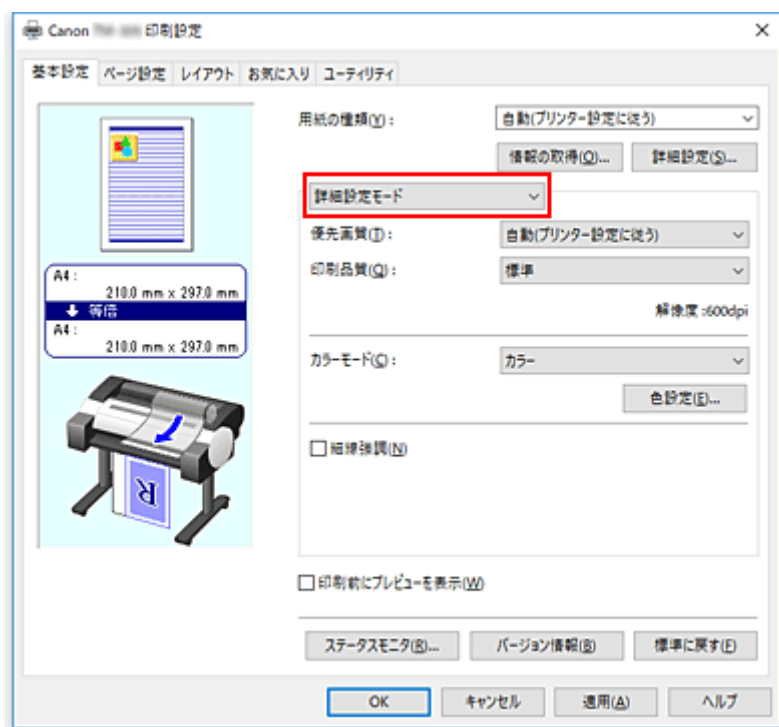 Canon 印刷設定
基本設定 ページ設定 レイアウト お気に入り ユーティリティ
用紙の種類(Y): 自動(プリンター設定に従う)
情報の取得(O)... 詳細設定(S)...
詳細設定モード
優先画質(T): 自動(プリンター設定に従う)
印刷品質(Q): 標準
解像度:600dpi
カラーモード(C): カラー
色設定(E)...
細線強調(N)
A4:
210.0 mm x 297.0 mm
等倍
A4:
210.0 mm x 297.0 mm
R
印刷前にプレビューを表示(W)
ステータスモニタ(R)... バージョン情報(B) 標準に戻す(F)
OK キャンセル 適用(A) ヘルプ